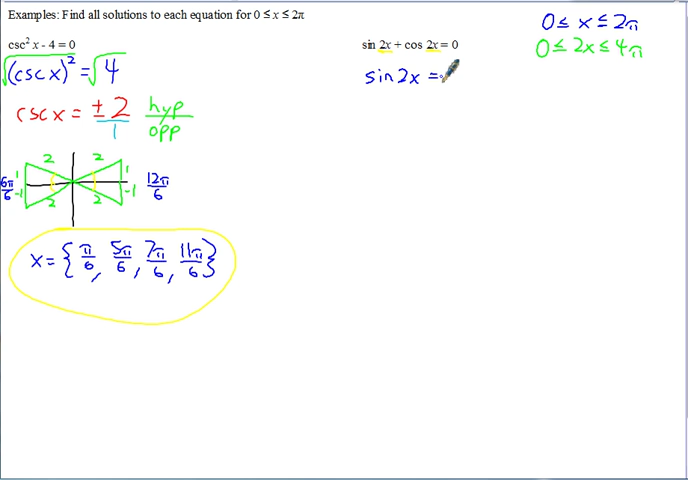 Examples: Find all solutions to each equation for 0 ≤ x ≤ 2π
csc² x - 4 = 0
√(csc x)² = √4
csc x = ± 2/1 hyp/opp
2 2
6π/6 1 1 12π/6
-1 -1
2 2
x = { π/6, 5π/6, 7π/6, 11π/6 }
sin 2x + cos 2x = 0
sin 2x =
0 ≤ x ≤ 2π
0 ≤ 2x ≤ 4π